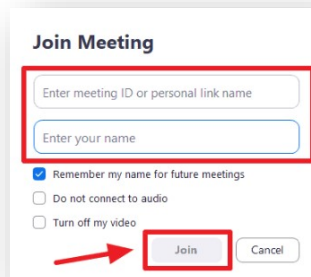 Join Meeting
Enter meeting ID or personal link name
Enter your name
Remember my name for future meetings
Do not connect to audio
Turn off my video
Join Cancel